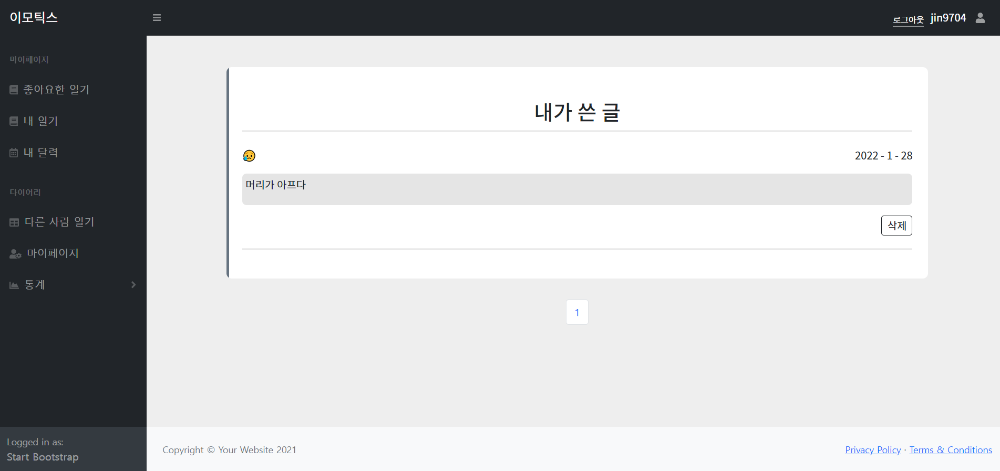 이모틱스
로그아웃 jin9704
마이페이지
좋아요한 일기
내 일기
내 달력
다이어리
다른 사람 일기
마이페이지
통계
Logged in as:
Start Bootstrap
내가 쓴 글
2022 - 1 - 28
머리가 아프다
삭제
1
Copyright © Your Website 2021
Privacy Policy · Terms & Conditions